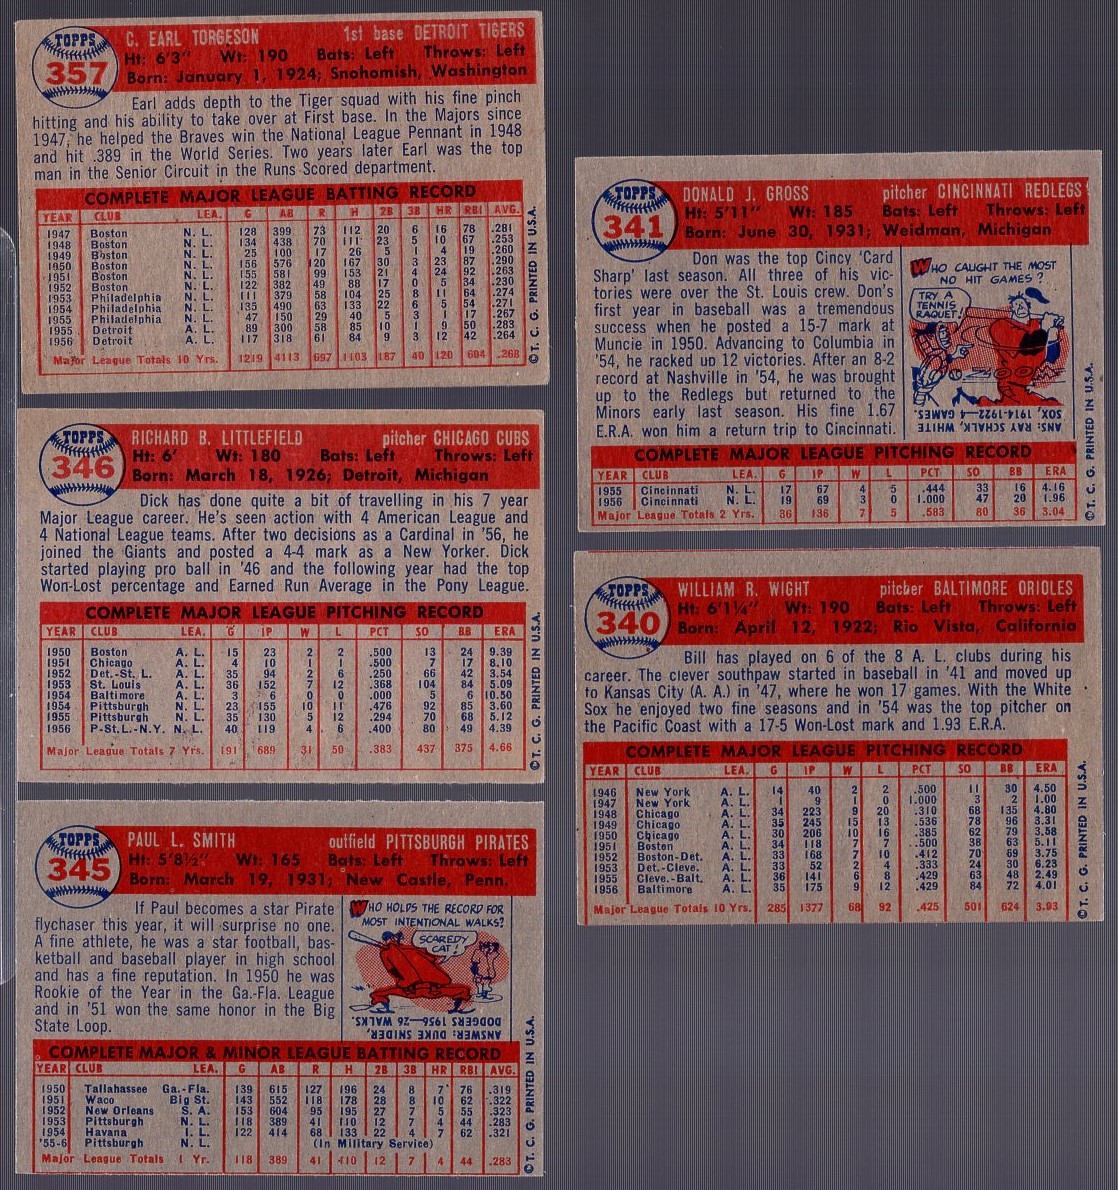 TOPPS
357
C. EARL TORGESON 1st base DETROIT TIGERS
Ht: 6'3" Wt: 190 Bats: Left Throws: Left
Born: January 1, 1924; Snohomish, Washington
Earl adds depth to the Tiger squad with his fine pinch
hitting and his ability to take over at First base. In the Majors since
1947, he helped the Braves win the National League Pennant in 1948
and hit .389 in the World Series. Two years later Earl was the top
man in the Senior Circuit in the Runs Scored department.
COMPLETE MAJOR LEAGUE BATTING RECORD
YEAR CLUB LEA. G AB R H 2B 3B HR RBI AVG.
1947 Boston N. L. 128 399 73 112 20 6 16 78 .281
1948 Boston N. L. 134 438 70 111 23 5 10 67 .253
1949 Boston N. L. 25 100 17 26 5 1 4 19 .260
1950 Boston N. L. 156 576 120 167 30 3 23 87 .290
1951 Boston N. L. 155 581 99 153 21 4 24 92 .263
1952 Boston N. L. 122 382 49 88 17 0 5 34 .230
1953 Philadelphia N. L. 111 379 58 104 25 8 11 64 .274
1954 Philadelphia N. L. 135 490 63 133 22 6 5 54 .271
1955 Philadelphia N. L. 47 150 29 40 5 3 1 17 .267
1955 Detroit A. L. 89 300 58 85 10 1 9 50 .283
1956 Detroit A. L. 117 318 61 84 9 3 12 42 .264
Major League Totals 10 Yrs. 1219 4113 697 1103 187 40 120 604 .268
© T. C. G. PRINTED IN U.S.A.
TOPPS
346
RICHARD B. LITTLEFIELD pitcher CHICAGO CUBS
Ht: 6' Wt: 180 Bats: Left Throws: Left
Born: March 18, 1926; Detroit, Michigan
Dick has done quite a bit of travelling in his 7 year
Major League career. He's seen action with 4 American League and
4 National League teams. After two decisions as a Cardinal in '56, he
joined the Giants and posted a 4-4 mark as a New Yorker. Dick
started playing pro ball in '46 and the following year had the top
Won-Lost percentage and Earned Run Average in the Pony League.
COMPLETE MAJOR LEAGUE PITCHING RECORD
YEAR CLUB LEA. G IP W L PCT SO BB ERA
1950 Boston A. L. 15 23 2 2 .500 13 24 9.39
1951 Chicago A. L. 4 10 1 1 .500 7 17 8.10
1952 Det.-St. L. A. L. 35 94 2 6 .250 66 42 3.54
1953 St. Louis A. L. 36 152 7 12 .368 104 84 5.09
1954 Baltimore A. L. 3 6 0 0 .000 5 6 10.50
1954 Pittsburgh N. L. 23 155 10 11 .476 92 85 3.60
1955 Pittsburgh N. L. 35 130 5 12 .294 70 68 5.12
1956 P-St.L.-N.Y. N. L. 40 119 4 6 .400 80 49 4.39
Major League Totals 7 Yrs. 191 689 31 50 .383 437 375 4.66
© T. C. G. PRINTED IN U.S.A.
TOPPS
345
PAUL L. SMITH outfield PITTSBURGH PIRATES
Ht: 5'8½" Wt: 165 Bats: Left Throws: Left
Born: March 19, 1931; New Castle, Penn.
If Paul becomes a star Pirate
flychaser this year, it will surprise no one.
A fine athlete, he was a star football, bas-
ketball and baseball player in high school
and has a fine reputation. In 1950 he was
Rookie of the Year in the Ga.-Fla. League
and in '51 won the same honor in the Big
State Loop.
WHO HOLDS THE RECORD FOR
MOST INTENTIONAL WALKS?
SCAREDY
CAT!
ANSWER: DUKE SNIDER,
DODGERS 1956—26 WALKS.
COMPLETE MAJOR & MINOR LEAGUE BATTING RECORD
YEAR CLUB LEA. G AB R H 2B 3B HR RBI AVG.
1950 Tallahassee Ga.-Fla. 139 615 127 196 24 8 7 76 .319
1951 Waco Big St. 143 552 118 178 28 8 10 62 .322
1952 New Orleans S. A. 153 604 95 195 27 7 5 55 .323
1953 Pittsburgh N. L. 118 389 41 110 12 7 4 44 .283
1954 Havana I. L. 122 414 68 133 22 4 7 62 .321
'55-6 Pittsburgh N. L. (In Military Service)
Major League Totals 1 Yr. 118 389 41 110 12 7 4 44 .283
© T. C. G. PRINTED IN U.S.A.
TOPPS
341
DONALD J. GROSS pitcher CINCINNATI REDLEGS
Ht: 5'11" Wt: 185 Bats: Left Throws: Left
Born: June 30, 1931; Weidman, Michigan
Don was the top Cincy 'Card
Sharp' last season. All three of his vic-
tories were over the St. Louis crew. Don's
first year in baseball was a tremendous
success when he posted a 15-7 mark at
Muncie in 1950. Advancing to Columbia in
'54, he racked up 12 victories. After an 8-2
record at Nashville in '54, he was brought
up to the Redlegs but returned to the
Minors early last season. His fine 1.67
E.R.A. won him a return trip to Cincinnati.
WHO CAUGHT THE MOST
NO HIT GAMES?
TRY A
TENNIS
RAQUET!
ANS: RAY SCHALK, WHITE
SOX, 1914-1922—4 GAMES.
COMPLETE MAJOR LEAGUE PITCHING RECORD
YEAR CLUB LEA. G IP W L PCT SO BB ERA
1955 Cincinnati N. L. 17 67 4 5 .444 33 16 4.16
1956 Cincinnati N. L. 19 69 3 0 1.000 47 20 1.96
Major League Totals 2 Yrs. 36 136 7 5 .583 80 36 3.04
© T. C. G. PRINTED IN U.S.A.
TOPPS
340
WILLIAM R. WIGHT pitcher BALTIMORE ORIOLES
Ht: 6'1¼" Wt: 190 Bats: Left Throws: Left
Born: April 12, 1922; Rio Vista, California
Bill has played on 6 of the 8 A. L. clubs during his
career. The clever southpaw started in baseball in '41 and moved up
to Kansas City (A. A.) in '47, where he won 17 games. With the White
Sox he enjoyed two fine seasons and in '54 was the top pitcher on
the Pacific Coast with a 17-5 Won-Lost mark and 1.93 E.R.A.
COMPLETE MAJOR LEAGUE PITCHING RECORD
YEAR CLUB LEA. G IP W L PCT SO BB ERA
1946 New York A. L. 14 40 2 2 .500 11 30 4.50
1947 New York A. L. 1 9 1 0 1.000 3 2 1.00
1948 Chicago A. L. 34 223 9 20 .310 68 135 4.80
1949 Chicago A. L. 35 245 15 13 .536 78 96 3.31
1950 Chicago A. L. 30 206 10 16 .385 62 79 3.58
1951 Boston A. L. 34 118 7 7 .500 38 63 5.11
1952 Boston-Det. A. L. 33 168 7 10 .412 70 69 3.75
1953 Det.-Cleve. A. L. 33 52 2 4 .333 24 30 6.23
1955 Cleve.-Balt. A. L. 36 141 6 8 .429 63 48 2.49
1956 Baltimore A. L. 35 175 9 12 .429 84 72 4.01
Major League Totals 10 Yrs. 285 1377 68 92 .425 501 624 3.93
© T. C. G. PRINTED IN U.S.A.